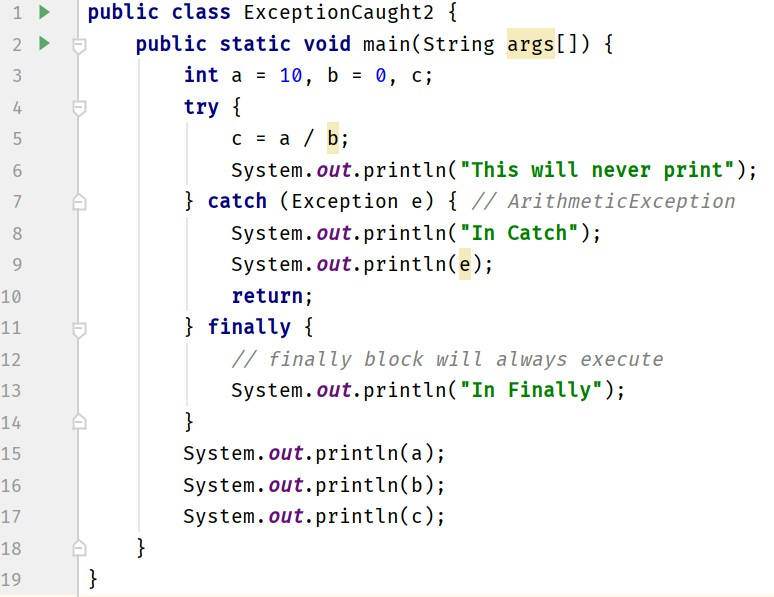 1 public class ExceptionCaught2 {
2     public static void main(String args[]) {
3         int a = 10, b = 0, c;
4         try {
5             c = a / b;
6             System.out.println("This will never print");
7         } catch (Exception e) { // ArithmeticException
8             System.out.println("In Catch");
9             System.out.println(e);
10             return;
11         } finally {
12             // finally block will always execute
13             System.out.println("In Finally");
14         }
15         System.out.println(a);
16         System.out.println(b);
17         System.out.println(c);
18     }
19 }